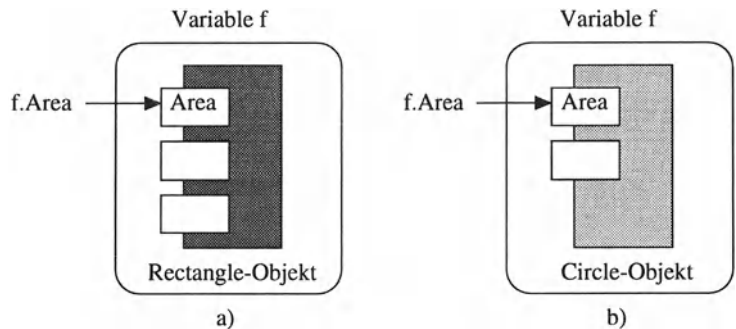 Variable f
f.Area
Area
Rectangle-Objekt
a)
Variable f
f.Area
Area
Circle-Objekt
b)